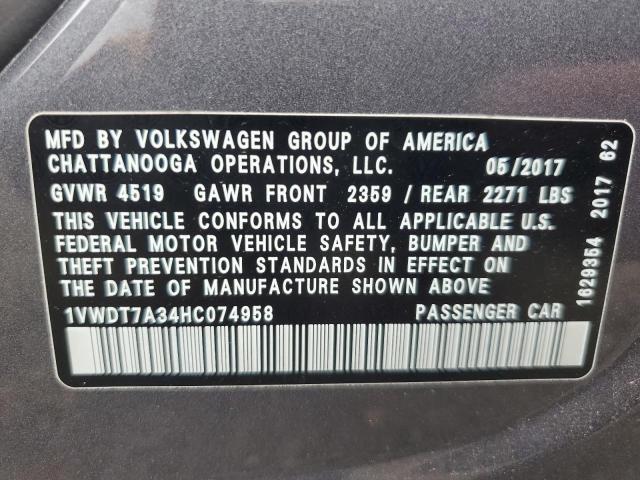 MFD BY VOLKSWAGEN GROUP OF AMERICA
CHATTANOOGA OPERATIONS, LLC. 05/2017
GVWR 4519 GAWR FRONT 2359 / REAR 2271 LBS
THIS VEHICLE CONFORMS TO ALL APPLICABLE U.S.
FEDERAL MOTOR VEHICLE SAFETY, BUMPER AND
THEFT PREVENTION STANDARDS IN EFFECT ON
THE DATE OF MANUFACTURE SHOWN ABOVE
1VWDT7A34HC074958 PASSENGER CAR
1629354 2017 62